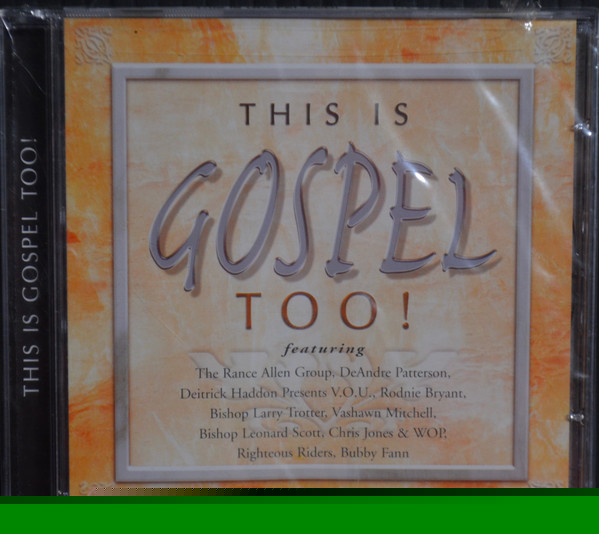 THIS IS GOSPEL TOO!
THIS IS
GOSPEL
TOO!
featuring
The Rance Allen Group, DeAndre Patterson,
Deitrick Haddon Presents V.O.U., Rodnie Bryant,
Bishop Larry Trotter, Vashawn Mitchell,
Bishop Leonard Scott, Chris Jones & WOP,
Righteous Riders, Bubby Fann